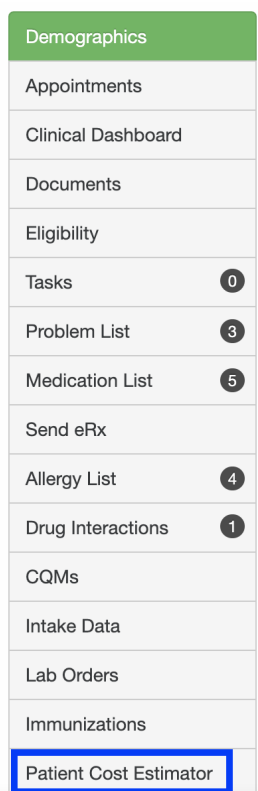 Demographics
Appointments
Clinical Dashboard
Documents
Eligibility
Tasks 0
Problem List 3
Medication List 5
Send eRx
Allergy List 4
Drug Interactions 1
CQMs
Intake Data
Lab Orders
Immunizations
Patient Cost Estimator